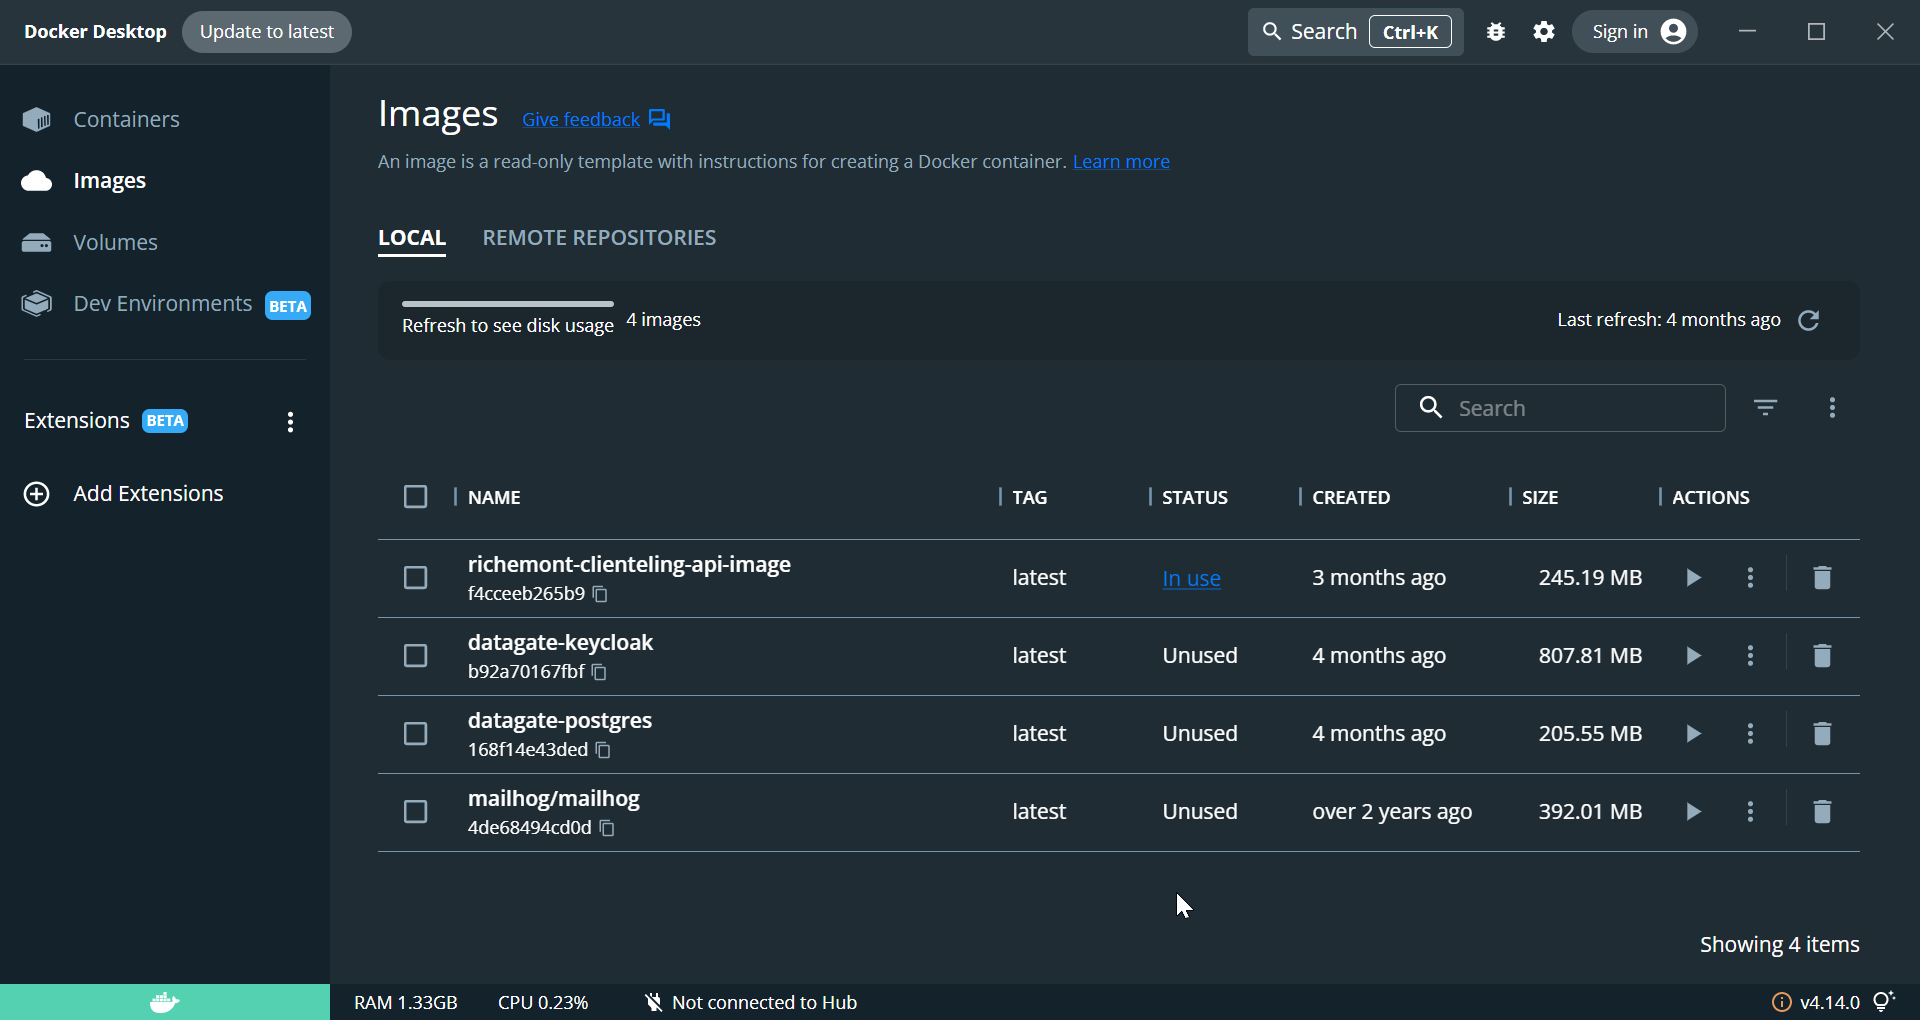 Docker Desktop Update to latest Search Ctrl+K Sign in
Containers
Images
Volumes
Dev Environments BETA
Extensions BETA
Add Extensions
Images Give feedback
An image is a read-only template with instructions for creating a Docker container. Learn more
LOCAL REMOTE REPOSITORIES
Refresh to see disk usage 4 images Last refresh: 4 months ago
Search
NAME TAG STATUS CREATED SIZE ACTIONS
richemont-clienteling-api-image
f4cceeb265b9
latest In use 3 months ago 245.19 MB
datagate-keycloak
b92a70167fbf
latest Unused 4 months ago 807.81 MB
datagate-postgres
168f14e43ded
latest Unused 4 months ago 205.55 MB
mailhog/mailhog
4de68494cd0d
latest Unused over 2 years ago 392.01 MB
Showing 4 items
RAM 1.33GB CPU 0.23% Not connected to Hub v4.14.0